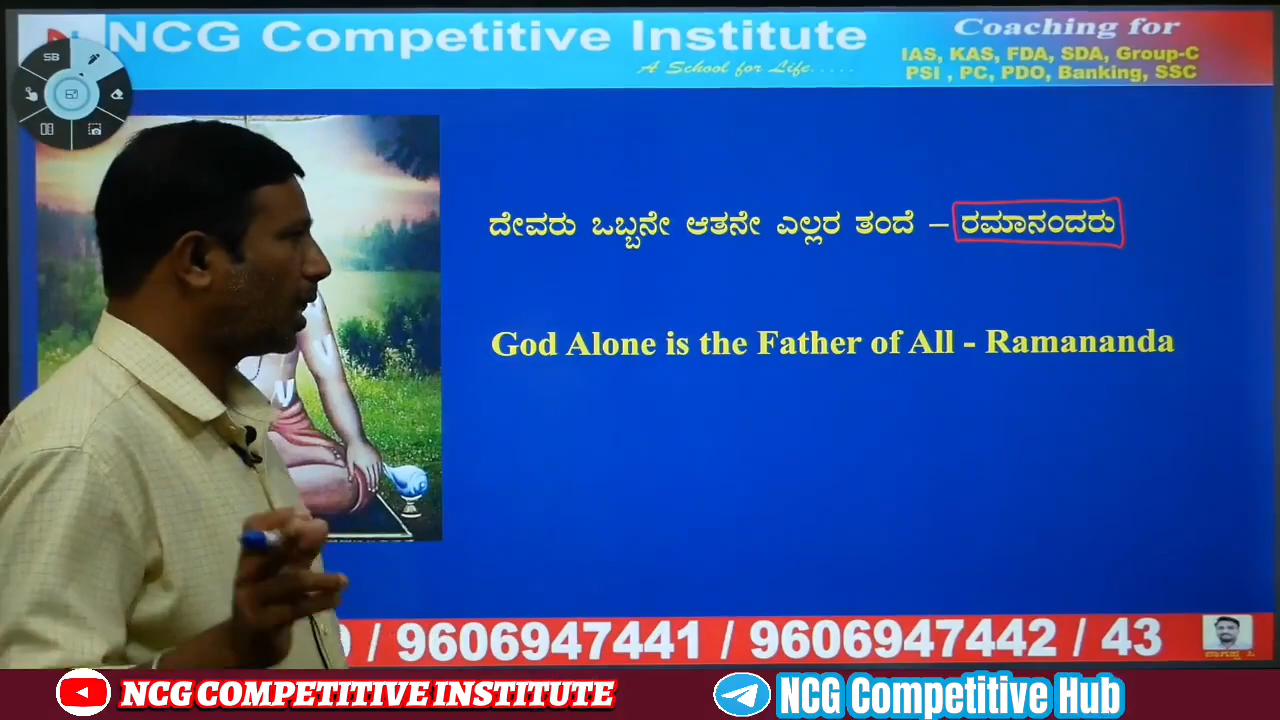 NCG Competitive Institute
A School for Life.....
Coaching for
IAS, KAS, FDA, SDA, Group-C
PSI , PC, PDO, Banking, SSC
SB
ದೇವರು ಒಬ್ಬನೇ ಆತನೇ ಎಲ್ಲರ ತಂದೆ – ರಮಾನಂದರು
God Alone is the Father of All - Ramananda
/ 9606947441 / 9606947442 / 43
NCG COMPETITIVE INSTITUTE
NCG Competitive Hub